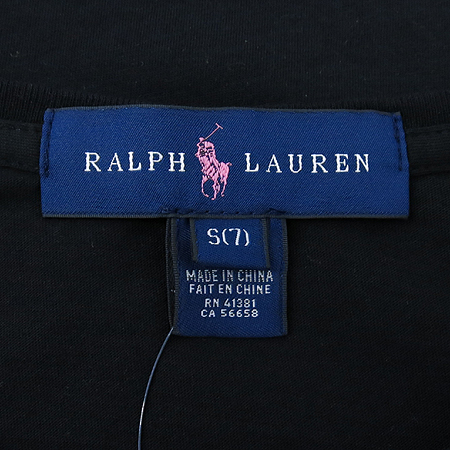 RALPH LAUREN
S(7)
MADE IN CHINA
FAIT EN CHINE
RN 41381
CA 56658